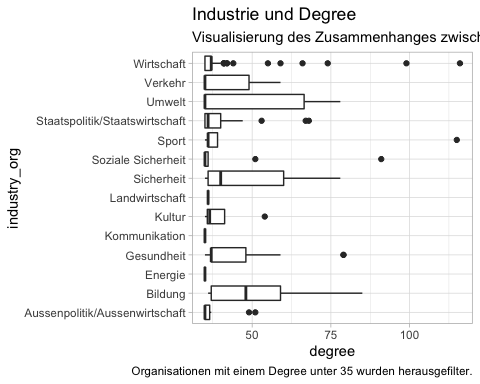 Industrie und Degree
Visualisierung des Zusammenhanges zwisch
Wirtschaft
Verkehr
Umwelt
Staatspolitik/Staatswirtschaft
Sport
Soziale Sicherheit
Sicherheit
Landwirtschaft
Kultur
Kommunikation
Gesundheit
Energie
Bildung
Aussenpolitik/Aussenwirtschaft
industry_org
50 75 100
degree
Organisationen mit einem Degree unter 35 wurden herausgefilter.